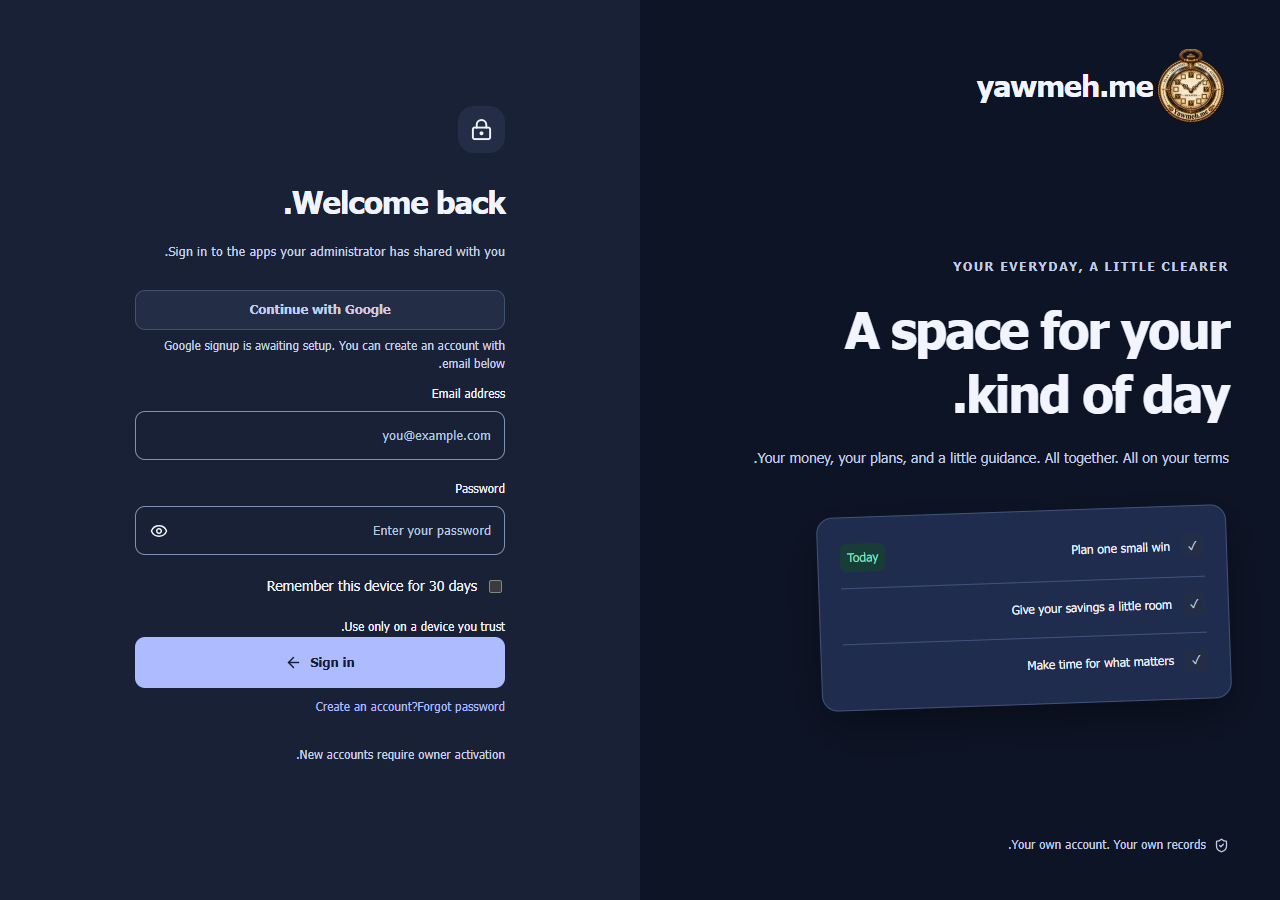 yawmeh.me
Yawmeh.me
YOUR EVERYDAY, A LITTLE CLEARER
A space for your
.kind of day
.Your money, your plans, and a little guidance. All together. All on your terms
Plan one small win ✓
Today
Give your savings a little room ✓
Make time for what matters ✓
.Your own account. Your own records
.Welcome back
.Sign in to the apps your administrator has shared with you
Continue with Google
Google signup is awaiting setup. You can create an account with
.email below
Email address
you@example.com
Password
Enter your password
Remember this device for 30 days
.Use only on a device you trust
Sign in
Create an account?Forgot password
.New accounts require owner activation